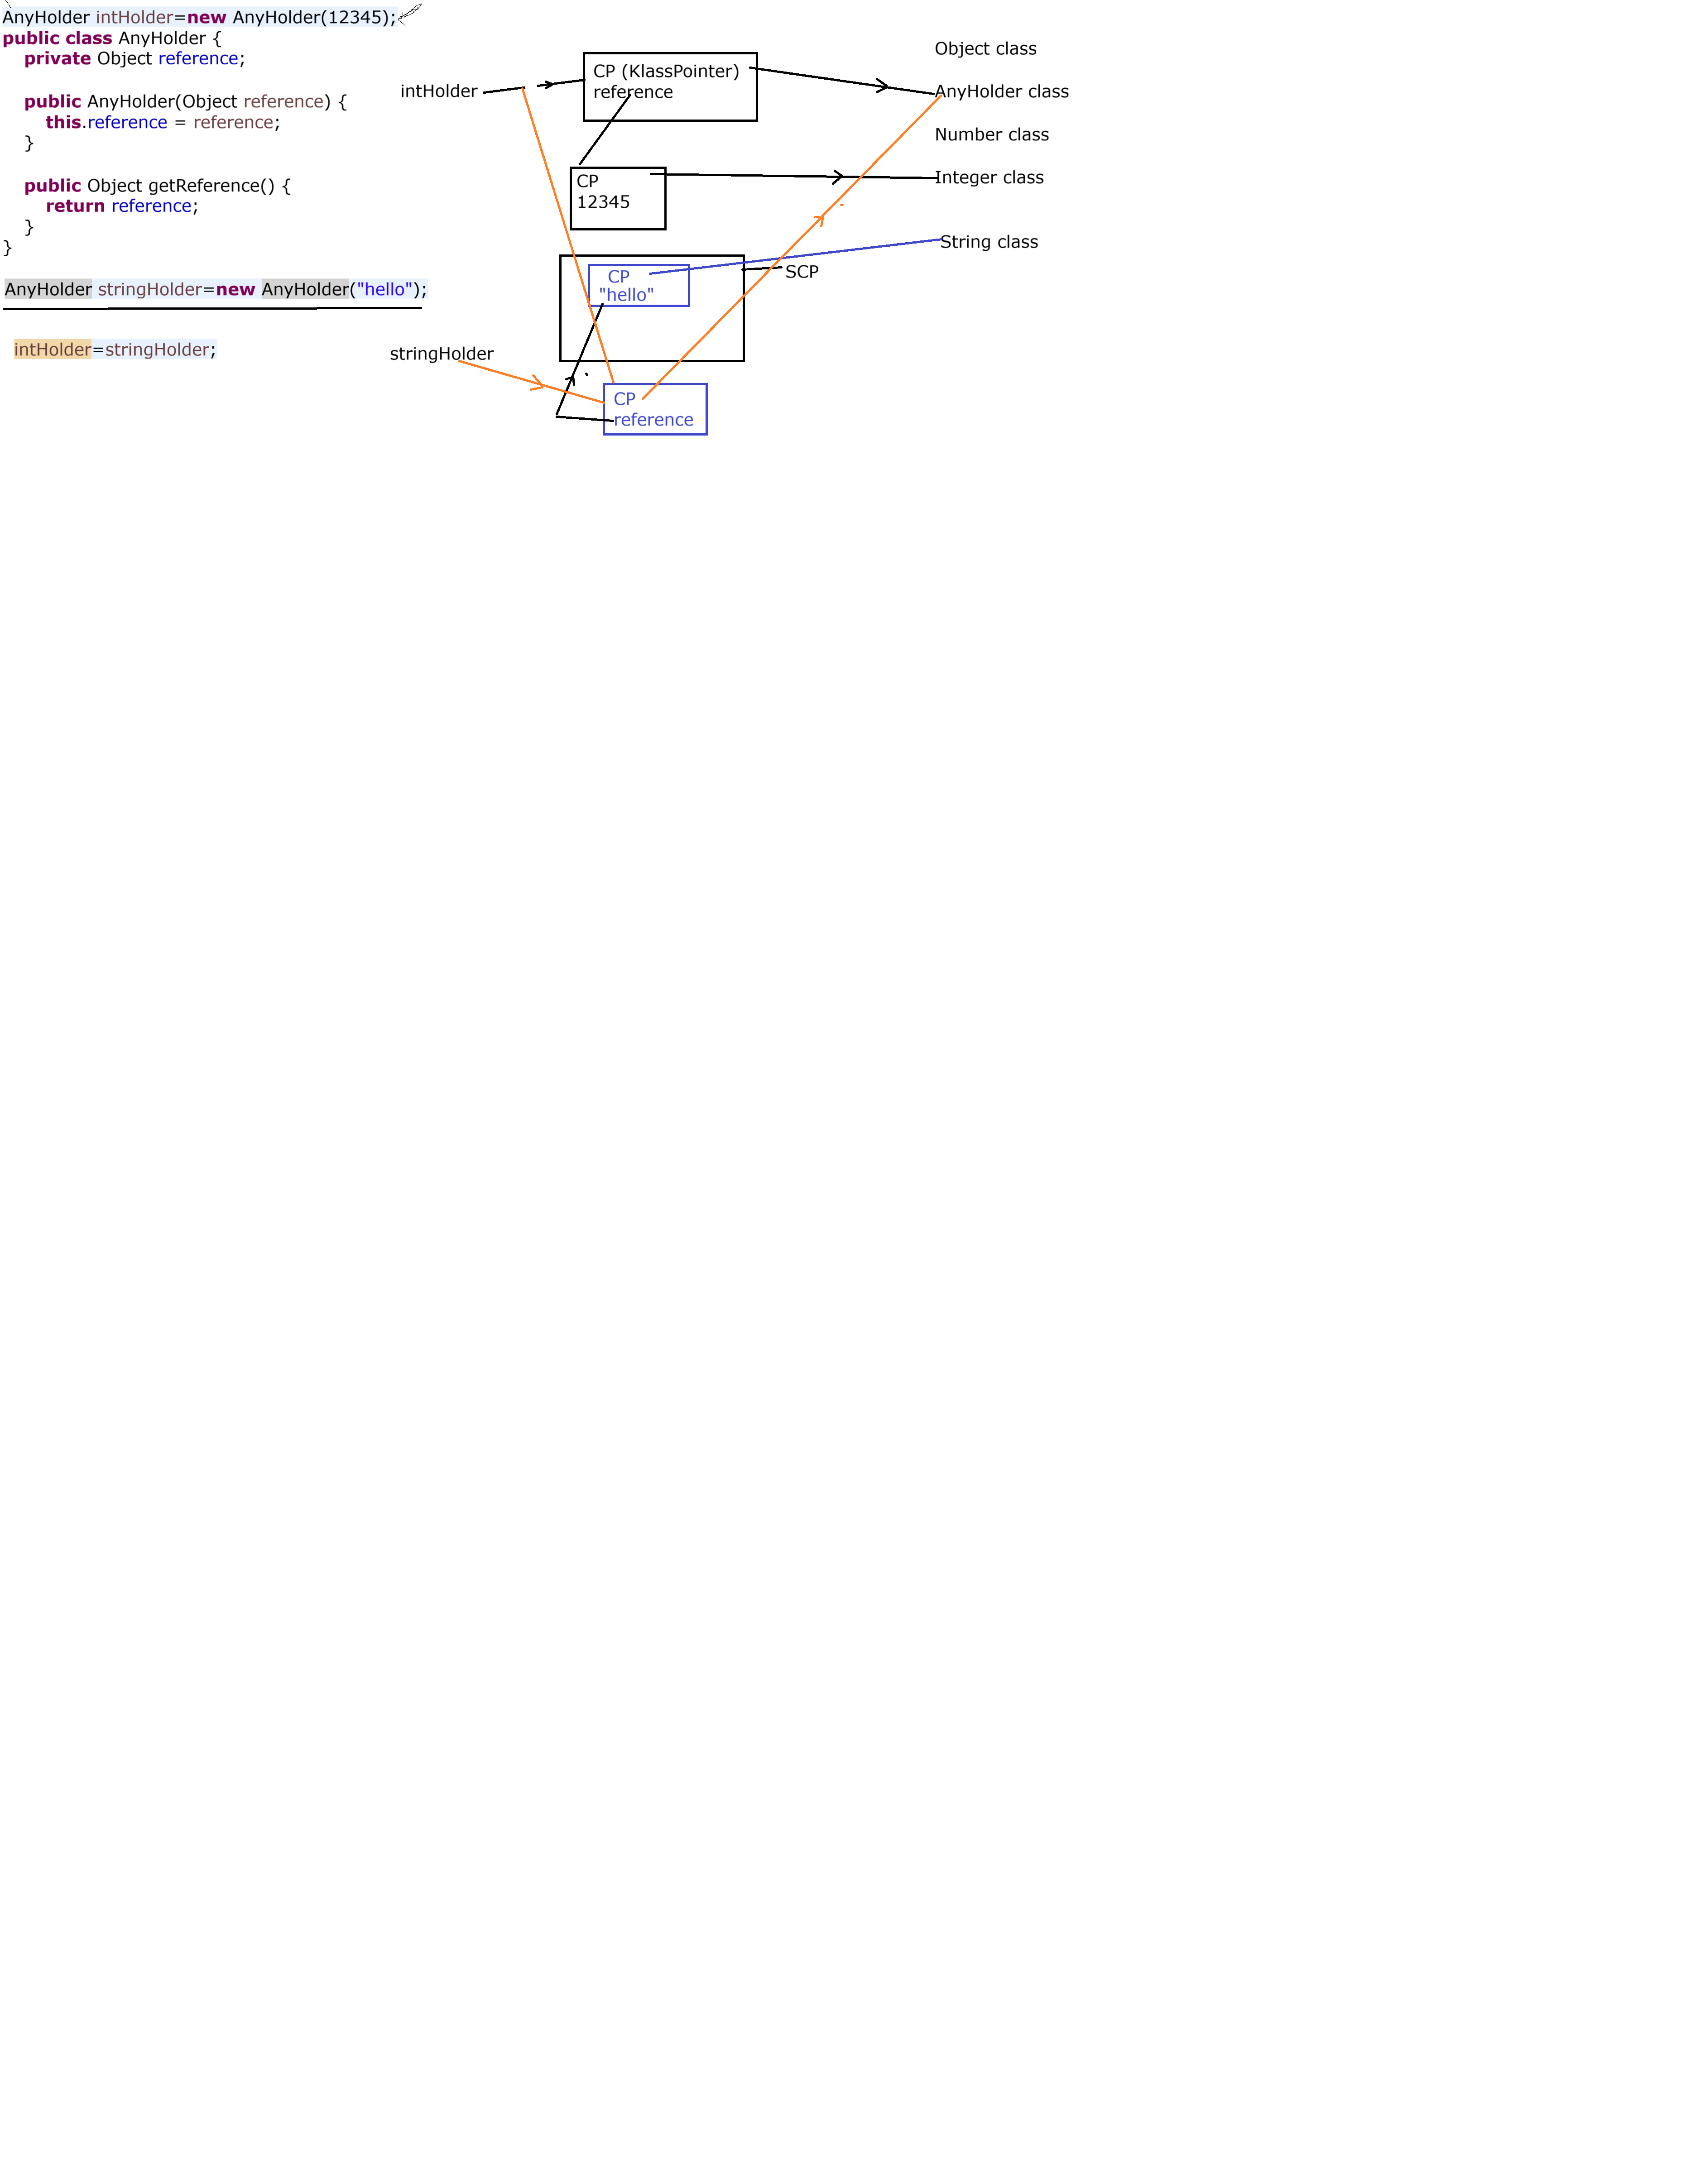 AnyHolder intHolder=new AnyHolder(12345);
public class AnyHolder {
private Object reference;
public AnyHolder(Object reference) {
this.reference = reference;
}
public Object getReference() {
return reference;
}
}
AnyHolder stringHolder=new AnyHolder("hello");
intHolder=stringHolder;
intHolder
CP (KlassPointer)
reference
CP
12345
CP
"hello"
SCP
stringHolder
CP
reference
Object class
AnyHolder class
Number class
Integer class
String class